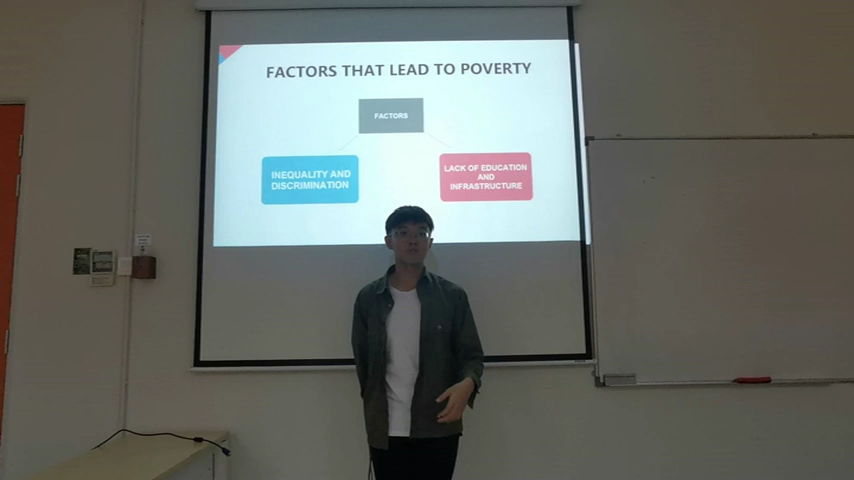 FACTORS THAT LEAD TO POVERTY
FACTORS
INEQUALITY AND
DISCRIMINATION
LACK OF EDUCATION
AND
INFRASTRUCTURE